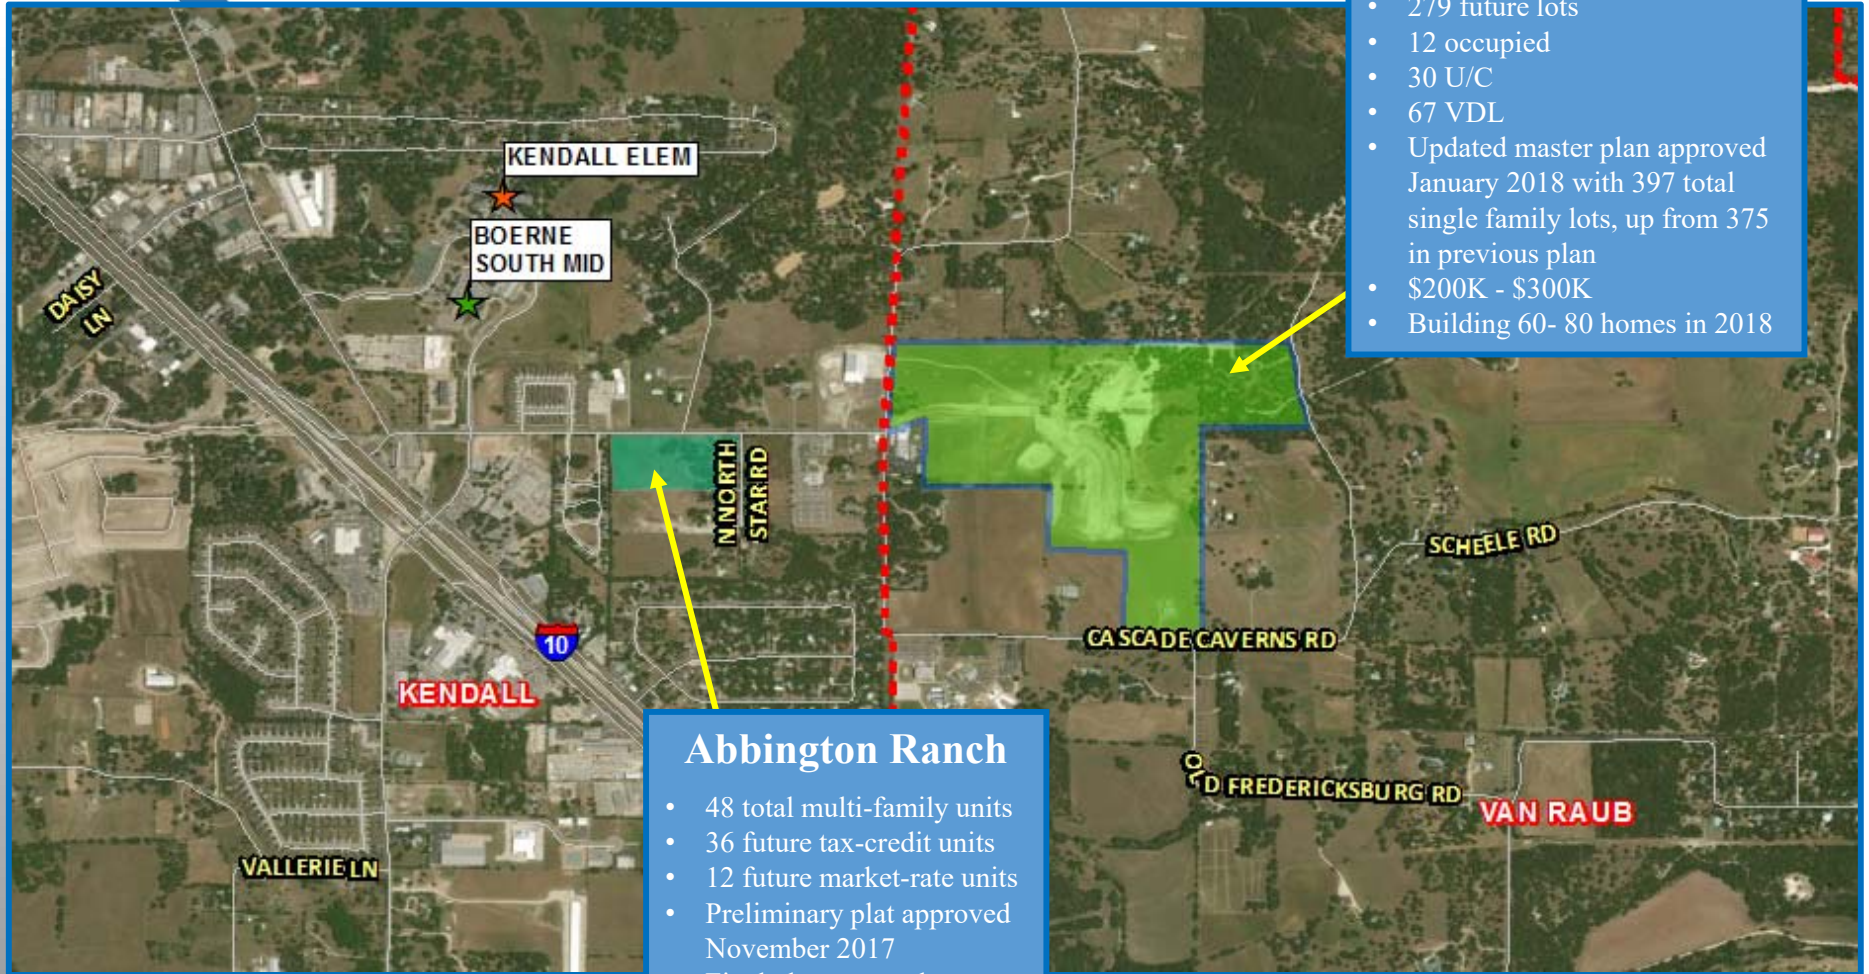 • 279 future lots
• 12 occupied
• 30 U/C
• 67 VDL
• Updated master plan approved
January 2018 with 397 total
single family lots, up from 375
in previous plan
• $200K - $300K
• Building 60- 80 homes in 2018
KENDALL ELEM
BOERNE
SOUTH MID
DAISY
LN
N NORTH
STAR RD
SCHEELE RD
CASCADE CAVERNS RD
10
KENDALL
OLD FREDERICKSBURG RD
VAN RAUB
VALLERIE LN
Abbington Ranch
• 48 total multi-family units
• 36 future tax-credit units
• 12 future market-rate units
• Preliminary plat approved
November 2017